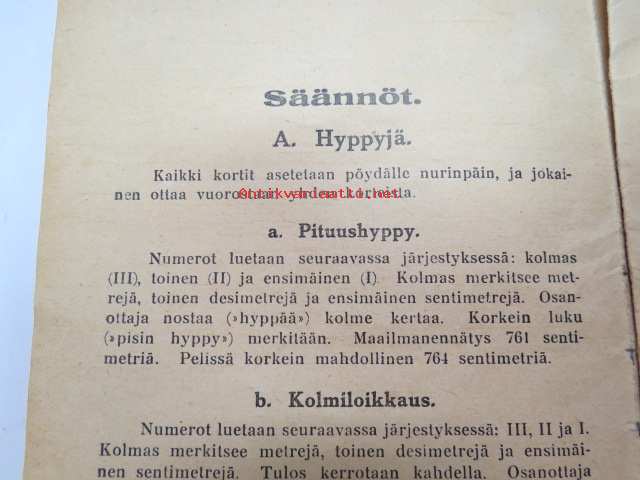 Säännöt.
A. Hyppyjä.
Kaikki kortit asetetaan pöydälle nurinpäin, ja jokai-
nen ottaa vuorostaan yhden korteista.
a. Pituushyppy.
Numerot luetaan seuraavassa järjestyksessä: kolmas
(III), toinen (II) ja ensimäinen (I). Kolmas merkitsee met-
rejä, toinen desimetrejä ja ensimäinen sentimetrejä. Osan-
ottaja nostaa (»hyppää») kolme kertaa. Korkein luku
(»pisin hyppy») merkitään. Maailmanennätys 761 senti-
metriä. Pelissä korkein mahdollinen 764 sentimetriä.
b. Kolmiloikkaus.
Numerot luetaan seuraavassa järjestyksessä: III, II ja I.
Kolmas merkitsee metrejä, toinen desimetrejä ja ensimäi-
nen sentimetrejä. Tulos kerrotaan kahdella. Osanottaja